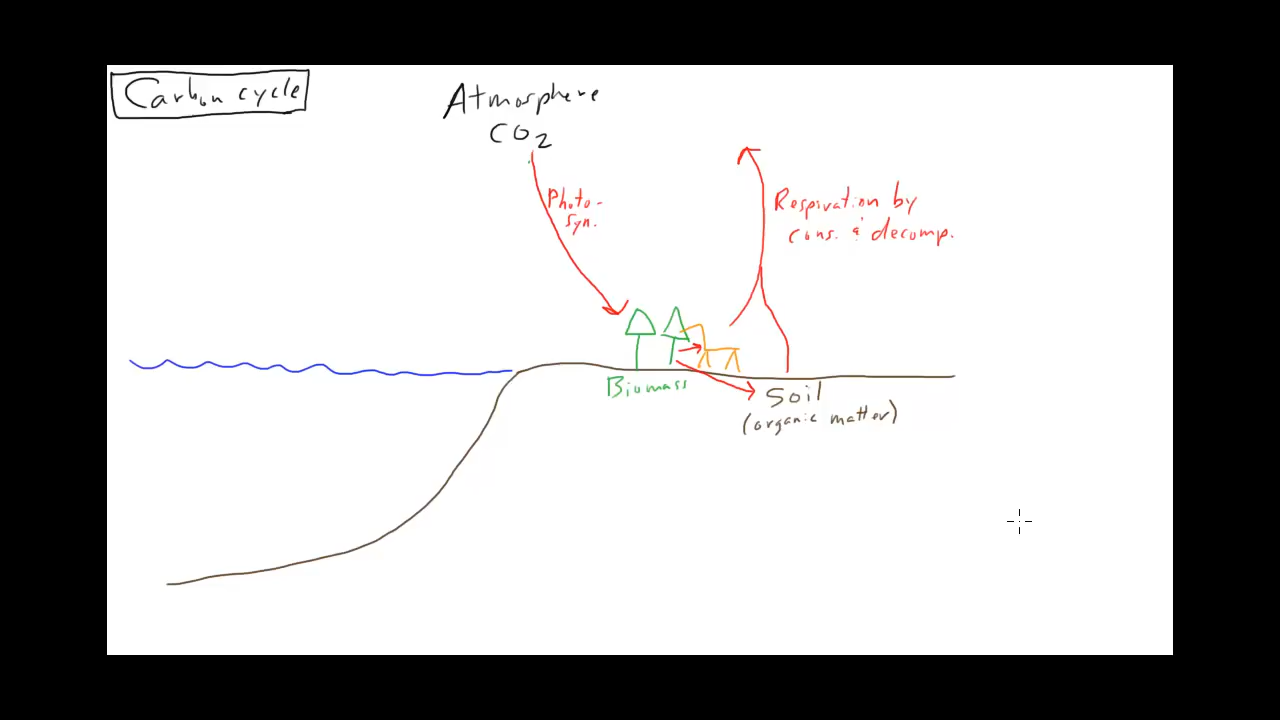 Carbon cycle
Atmosphere
CO2
Photo-
syn.
Respiration by
cons. & decomp.
Biomass
Soil
(organic matter)